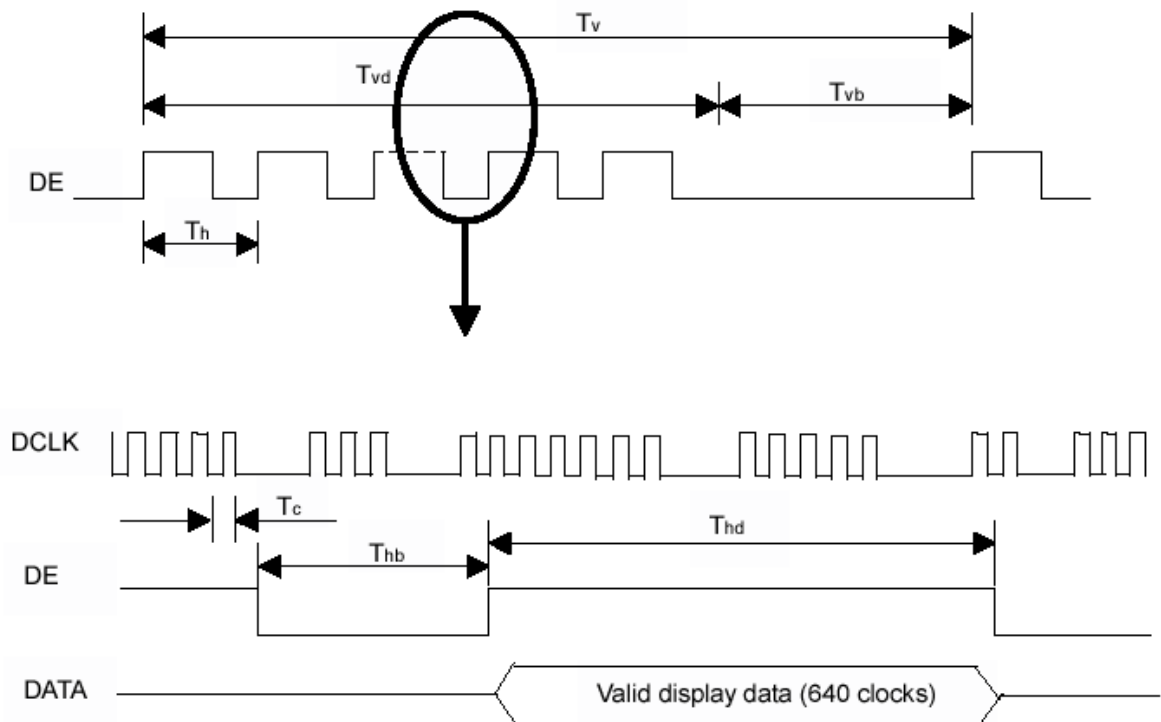 Tv
Tvd
Tvb
DE
Th
DCLK
Tc
Thd
Thb
DE
DATA
Valid display data (640 clocks)